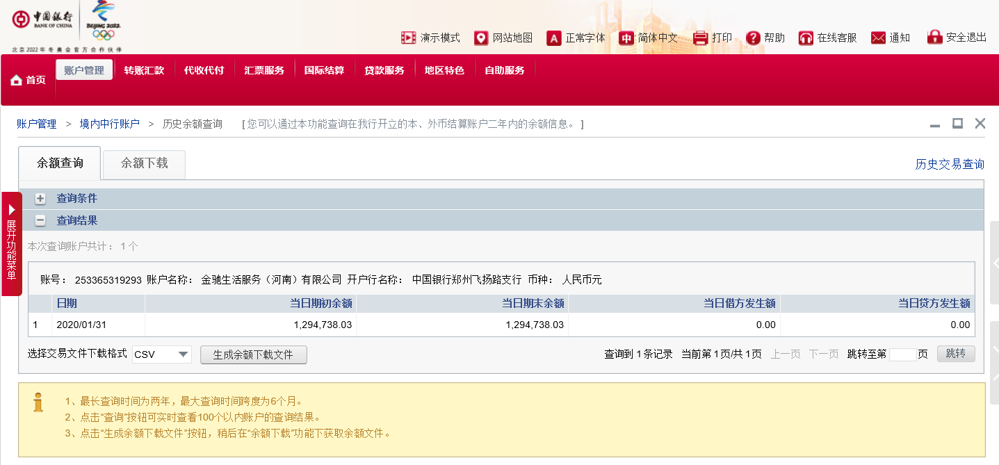 中国银行
BANK OF CHINA
BEIJING 2022
北京2022年冬奥会官方合作伙伴
演示模式 网站地图 A 正常字体 中 简体中文 打印 ? 帮助 在线客服 通知 安全退出
首页 账户管理 转账汇款 代收代付 汇票服务 国际结算 贷款服务 地区特色 自助服务
账户管理 > 境内中行账户 > 历史余额查询 [ 您可以通过本功能查询在我行开立的本、外币结算账户二年内的余额信息。 ]
余额查询 余额下载 历史交易查询
查询条件
查询结果
展开功能菜单
本次查询账户共计： 1 个
账号： 253365319293 账户名称： 金驰生活服务（河南）有限公司 开户行名称： 中国银行郑州飞扬路支行 币种： 人民币元
日期 当日期初余额 当日期末余额 当日借方发生额 当日贷方发生额
1 2020/01/31 1,294,738.03 1,294,738.03 0.00 0.00
选择交易文件下载格式 CSV 生成余额下载文件 查询到 1 条记录 当前第 1 页/共 1 页 上一页 下一页 跳转至第 页 跳转
1、最长查询时间为两年，最大查询时间跨度为6个月。
2、点击“查询”按钮可实时查看100个以内账户的查询结果。
3、点击“生成余额下载文件”按钮，稍后在“余额下载”功能下获取余额文件。